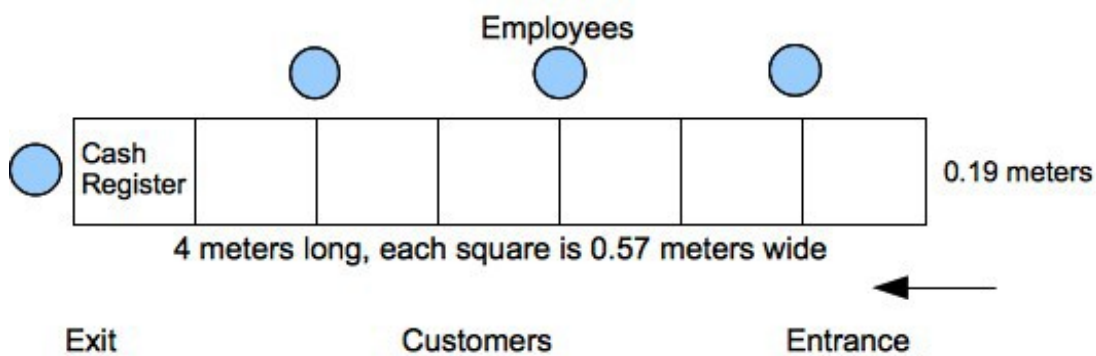 Employees
Cash
Register
0.19 meters
4 meters long, each square is 0.57 meters wide
Exit
Customers
Entrance